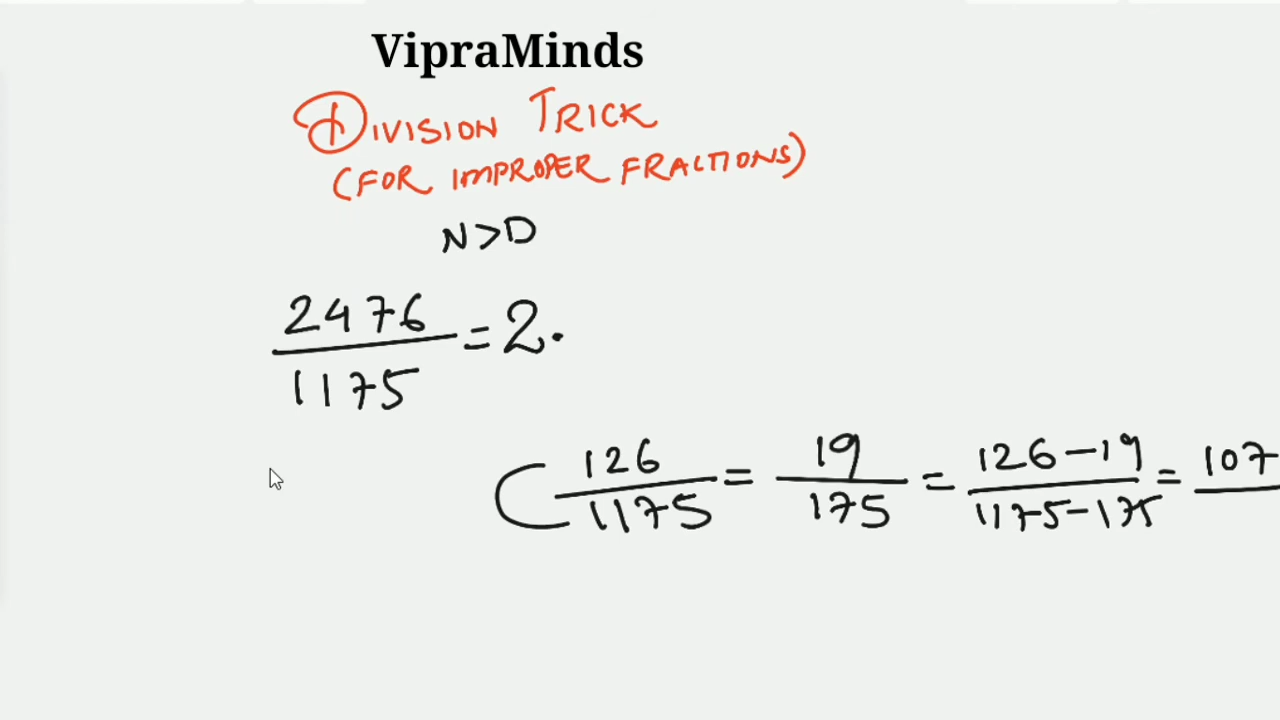 VipraMinds
DIVISION TRICK
(FOR IMPROPER FRACTIONS)
N>D
2476/1175 = 2.
126/1175 = 19/175 = 126-19/1175-175 = 107